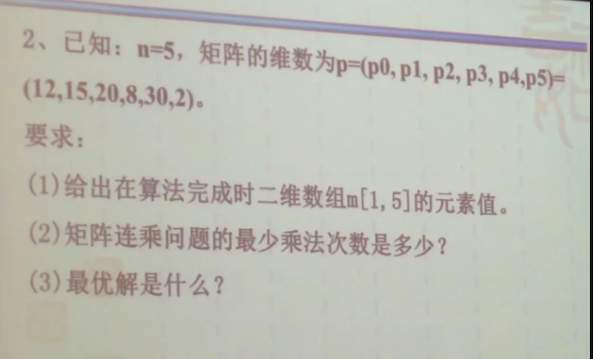 2、已知：n=5，矩阵的维数为p=(p0, p1, p2, p3, p4,p5)=
(12,15,20,8,30,2)。
要求：
(1)给出在算法完成时二维数组m[1,5]的元素值。
(2)矩阵连乘问题的最少乘法次数是多少？
(3)最优解是什么？